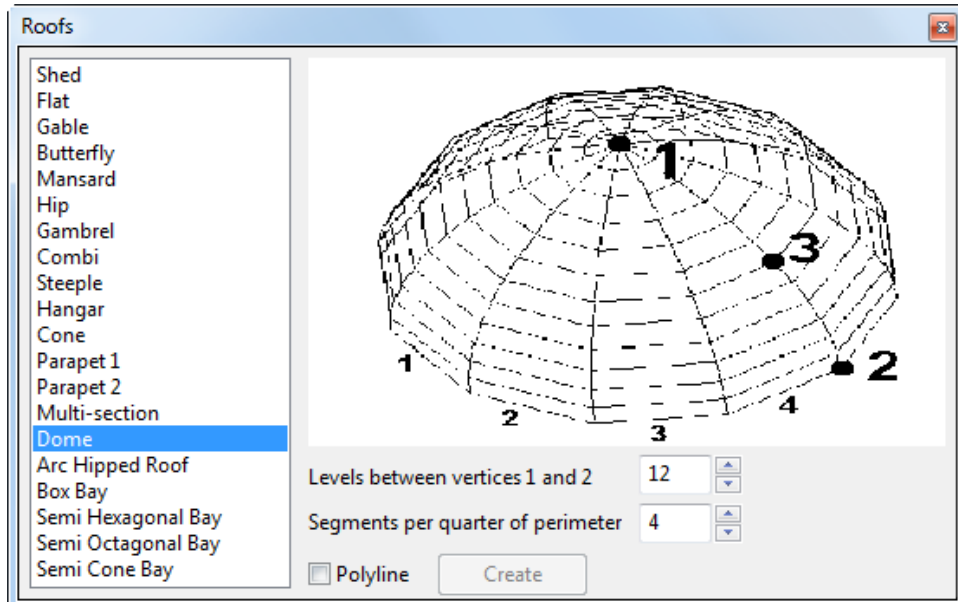 Roofs
Shed
Flat
Gable
Butterfly
Mansard
Hip
Gambrel
Combi
Steeple
Hangar
Cone
Parapet 1
Parapet 2
Multi-section
Dome
Arc Hipped Roof
Box Bay
Semi Hexagonal Bay
Semi Octagonal Bay
Semi Cone Bay
1
3
2
1
2
3
4
Levels between vertices 1 and 2 12
Segments per quarter of perimeter 4
Polyline Create